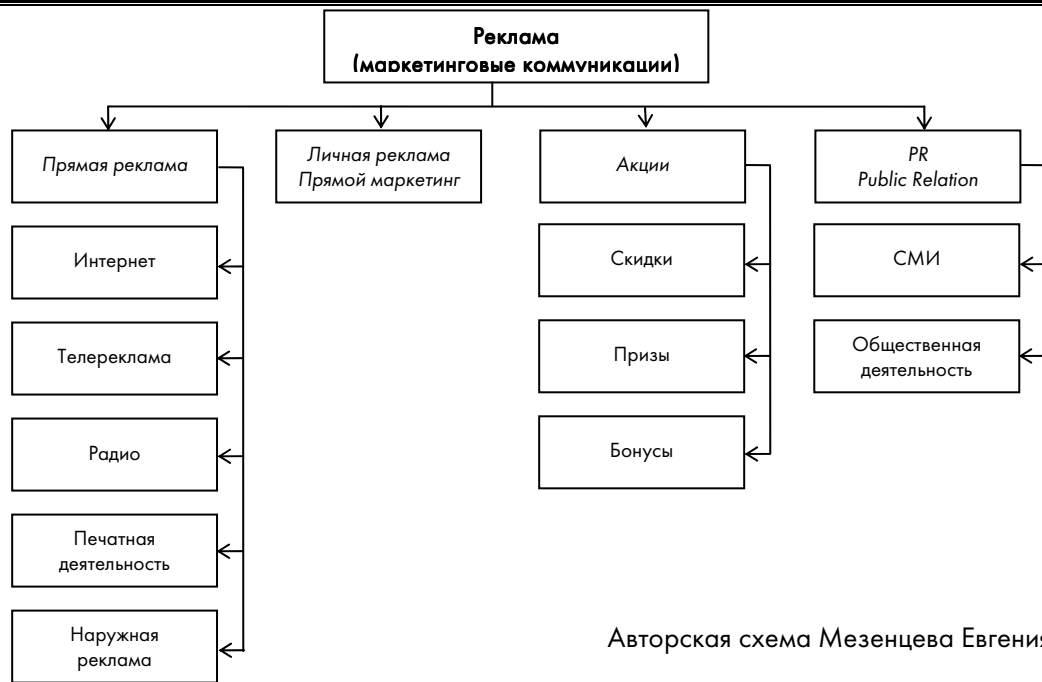 Реклама
(маркетинговые коммуникации)
Прямая реклама
Личная реклама
Прямой маркетинг
Акции
PR
Public Relation
Интернет
Скидки
СМИ
Телереклама
Призы
Общественная
деятельность
Радио
Бонусы
Печатная
деятельность
Наружная
реклама
Авторская схема Мезенцева Евгения